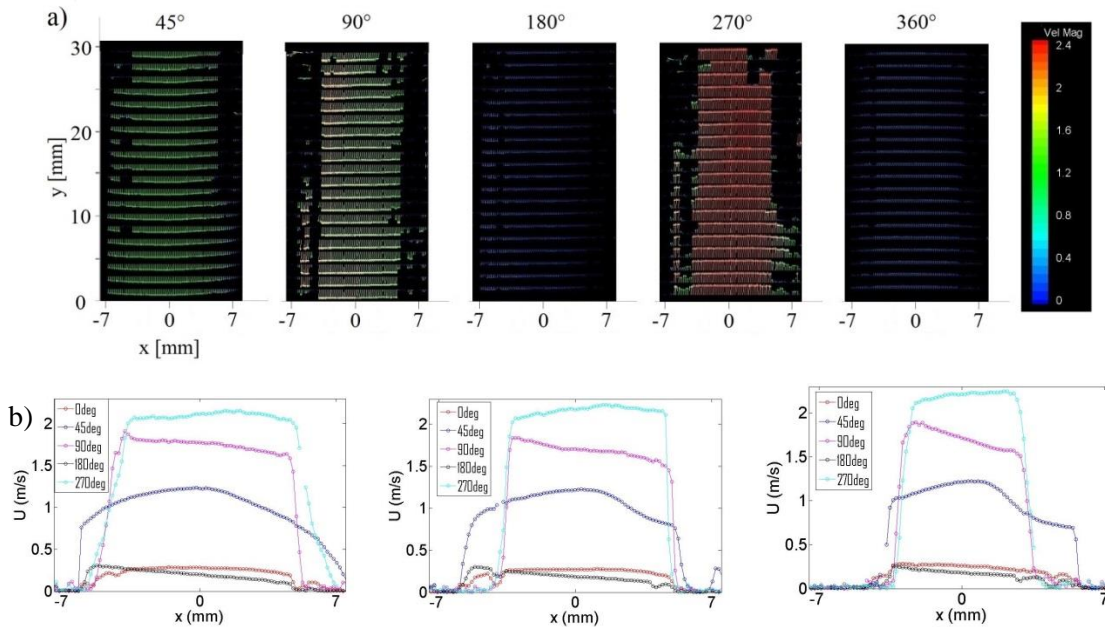 a)
45° 90° 180° 270° 360°
Vel Mag
30
20
10
0
y [mm]
2.4
2
1.6
1.2
0.8
0.4
0
-7 0 7 -7 0 7 -7 0 7 -7 0 7 -7 0 7
x [mm]
b)
0deg
45deg
90deg
180deg
270deg
2
1.5
1
0.5
0
U (m/s)
-7 0 7
x (mm)
0deg
45deg
90deg
180deg
270deg
2
1.5
1
0.5
0
U (m/s)
-7 0 7
x (mm)
0deg
45deg
90deg
180deg
270deg
2
1.5
1
0.5
0
U (m/s)
-7 0 7
x (mm)